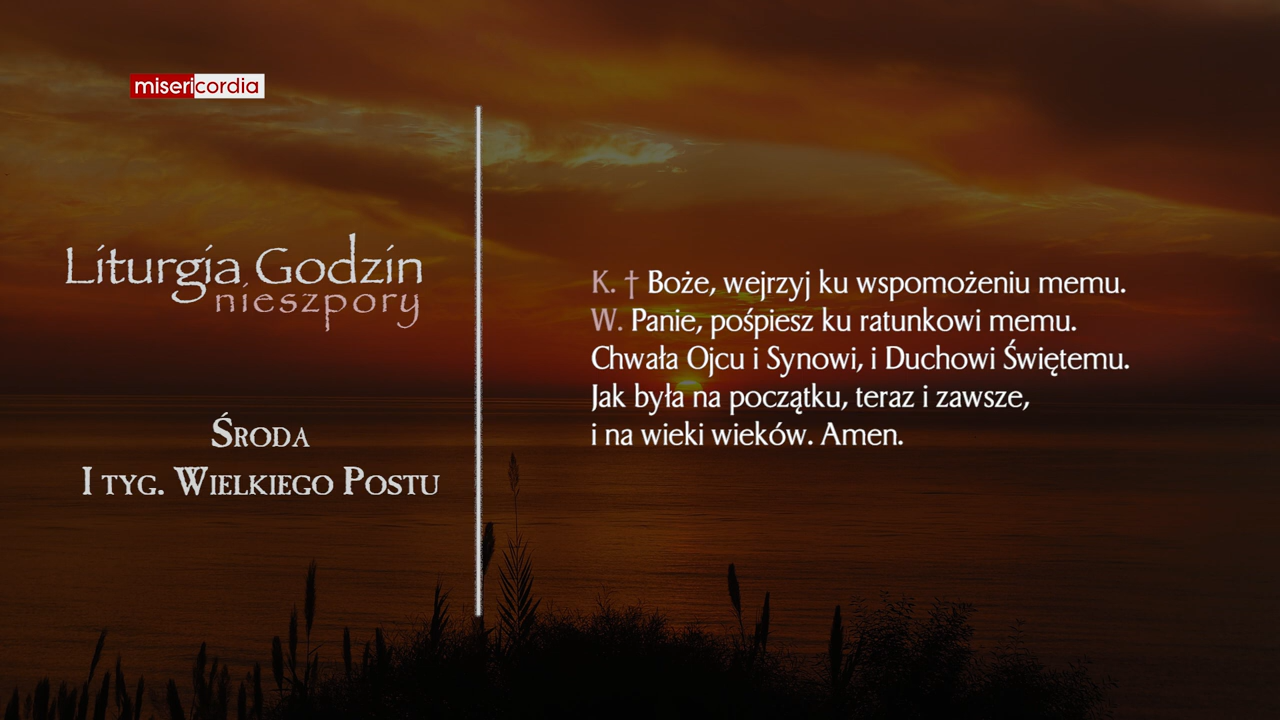 misericordia
Liturgia Godzin
nieszpory
Środa
I tyg. Wielkiego Postu
K. † Boże, wejrzyj ku wspomożeniu memu.
W. Panie, pośpiesz ku ratunkowi memu.
Chwała Ojcu i Synowi, i Duchowi Świętemu.
Jak była na początku, teraz i zawsze,
i na wieki wieków. Amen.